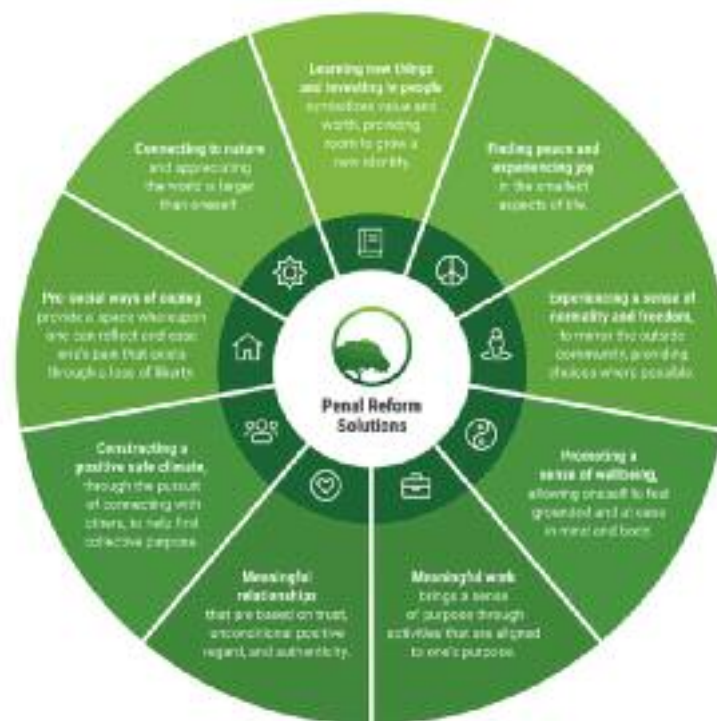 Learning new things
and investing in people
symbolizes value and
worth, providing
room to grow a
new identity.
Finding peace and
experiencing joy
in the smallest
aspects of life.
Experiencing a sense of
normality and freedom,
to mirror the outside
community, providing
choices where possible.
Promoting a
sense of wellbeing,
allowing oneself to feel
grounded and at ease
in mind and body.
Meaningful work
brings a sense
of purpose through
activities that are aligned
to one's purpose.
Meaningful
relationships
that are based on trust,
unconditional positive
regard, and authenticity.
Constructing a
positive safe climate,
through the pursuit
of connecting with
others, to help find
collective purpose.
Pro-social ways of coping
provide a space whereupon
one can reflect and ease
one's pain that exists
through a loss of liberty.
Connecting to nature
and appreciating
the world is larger
than oneself.
Penal Reform
Solutions